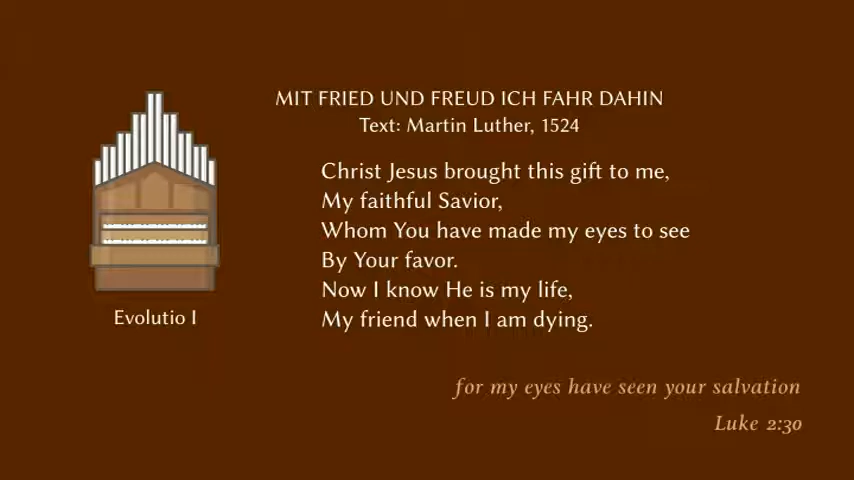 MIT FRIED UND FREUD ICH FAHR DAHIN
Text: Martin Luther, 1524
Christ Jesus brought this gift to me,
My faithful Savior,
Whom You have made my eyes to see
By Your favor.
Now I know He is my life,
My friend when I am dying.
Evolutio I
for my eyes have seen your salvation
Luke 2:30